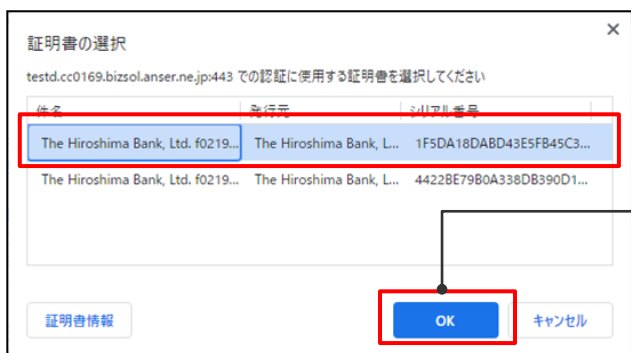 証明書の選択
testd.cc0169.bizsol.anser.ne.jp:443 での認証に使用する証明書を選択してください
件名 発行元 シリアル番号
The Hiroshima Bank, Ltd. f0219... The Hiroshima Bank, L... 1F5DA18DABD43E5FB45C3...
The Hiroshima Bank, Ltd. f0219... The Hiroshima Bank, L... 4422BE79B0A338DB390D1...
証明書情報 OK キャンセル